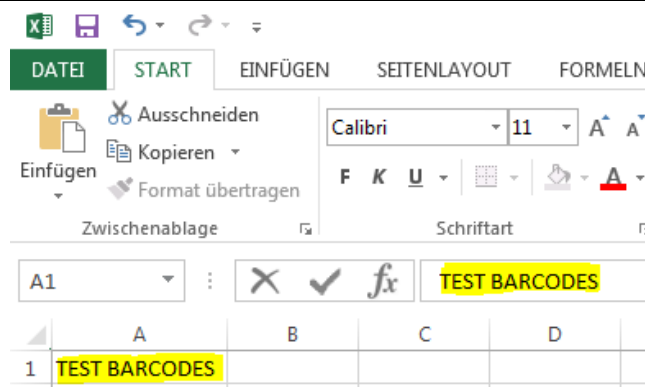 DATEI START EINFÜGEN SEITENLAYOUT FORMELN
Ausschneiden
Calibri 11 A A
Kopieren
Einfügen
F K U A
Format übertragen
Zwischenablage Schriftart
A1 fx TEST BARCODES
A B C D
1 TEST BARCODES